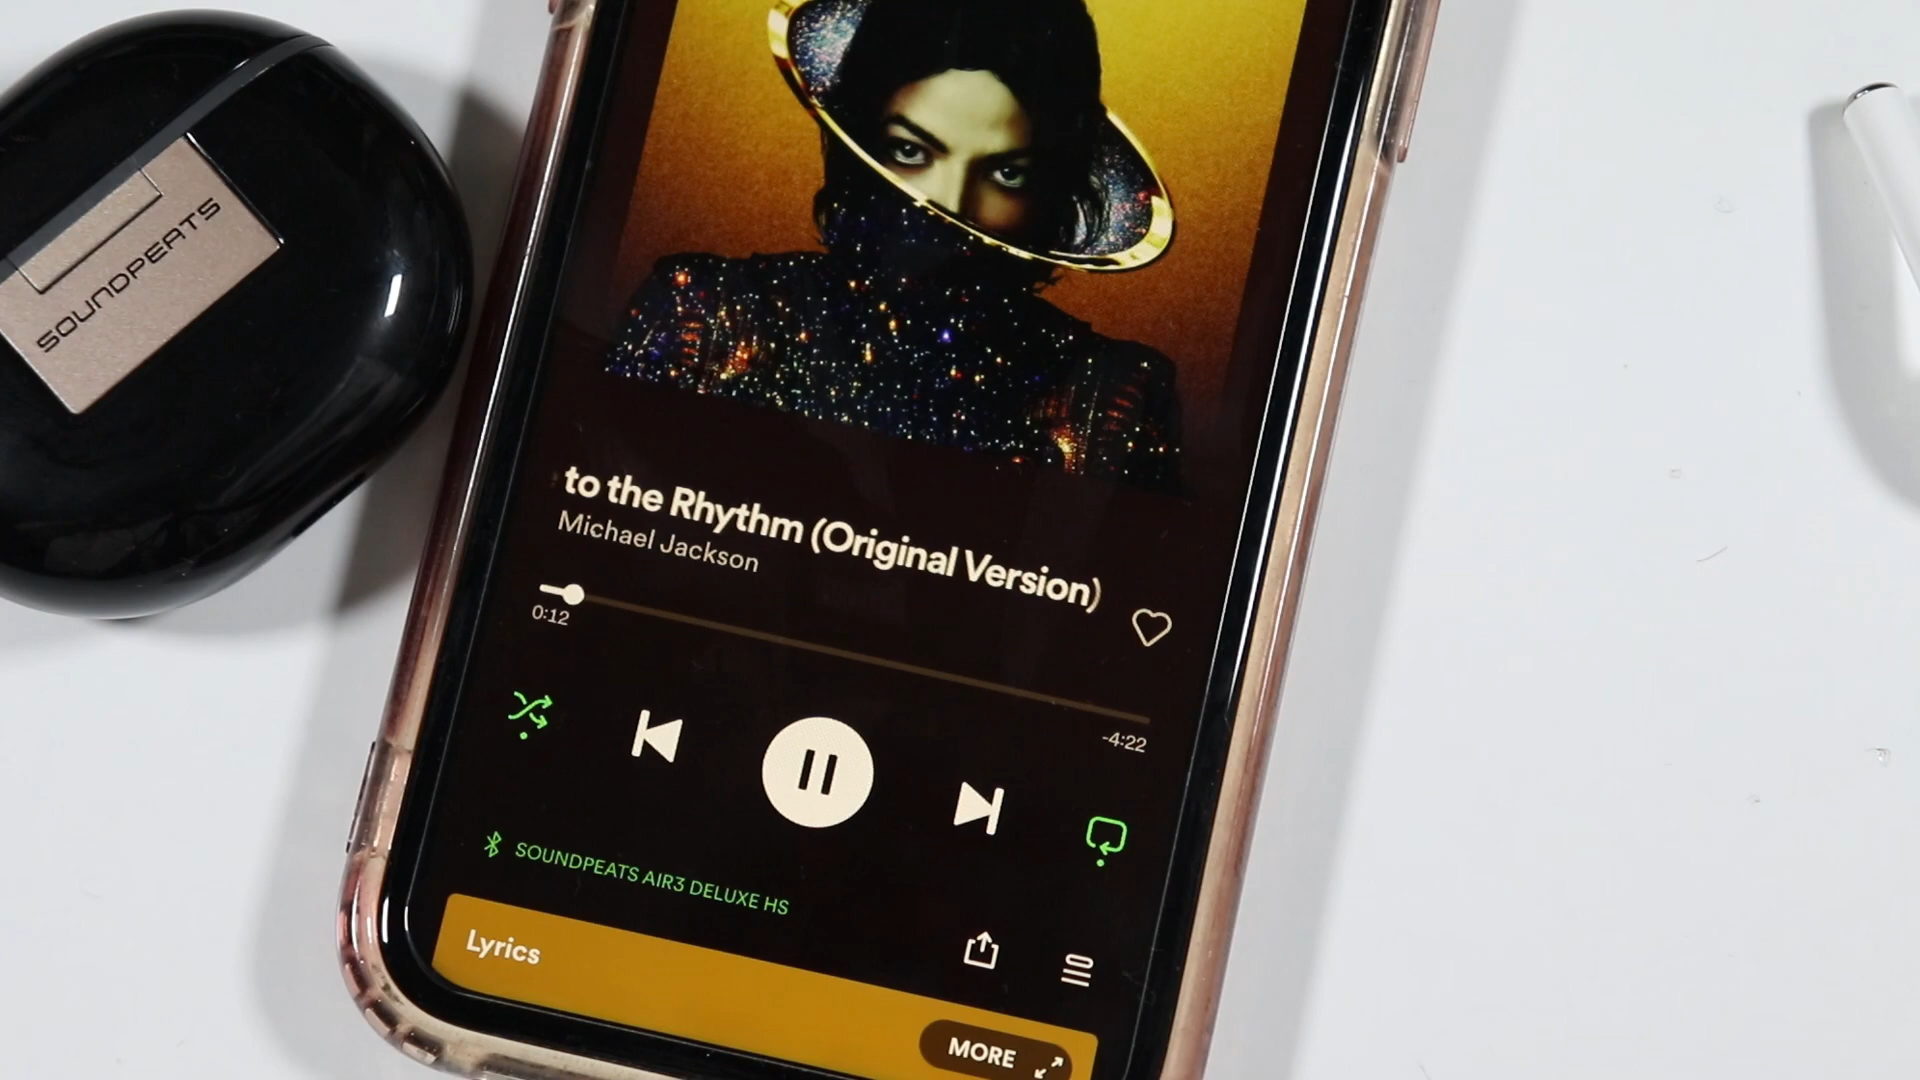 SOUNDPEATS
to the Rhythm (Original Version)
Michael Jackson
0:12
-4:22
SOUNDPEATS AIR3 DELUXE HS
Lyrics
MORE